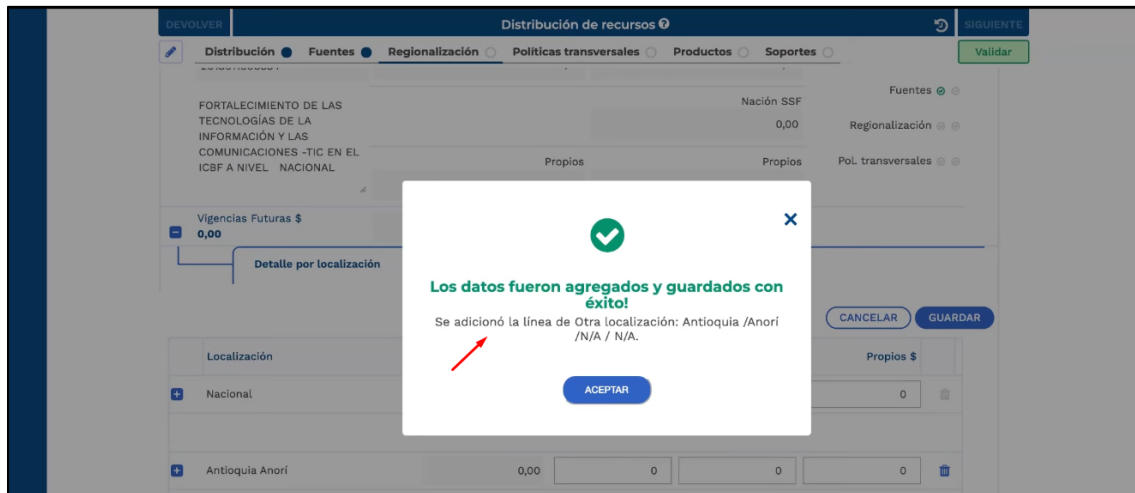 DEVOLVER
Distribución de recursos
SIGUIENTE
Distribución
Fuentes
Regionalización
Políticas transversales
Productos
Soportes
Validar
FORTALECIMIENTO DE LAS
TECNOLOGÍAS DE LA
INFORMACIÓN Y LAS
COMUNICACIONES -TIC EN EL
ICBF A NIVEL NACIONAL
Nación SSF
0,00
Propios
Propios
Fuentes
Regionalización
Pol. transversales
Vigencias Futuras $
0,00
Detalle por localización
Los datos fueron agregados y guardados con
éxito!
Se adicionó la línea de Otra localización: Antioquia /Anorí
/N/A / N/A.
ACEPTAR
CANCELAR
GUARDAR
Localización
Propios $
Nacional
0
Antioquia Anorí
0,00
0
0
0